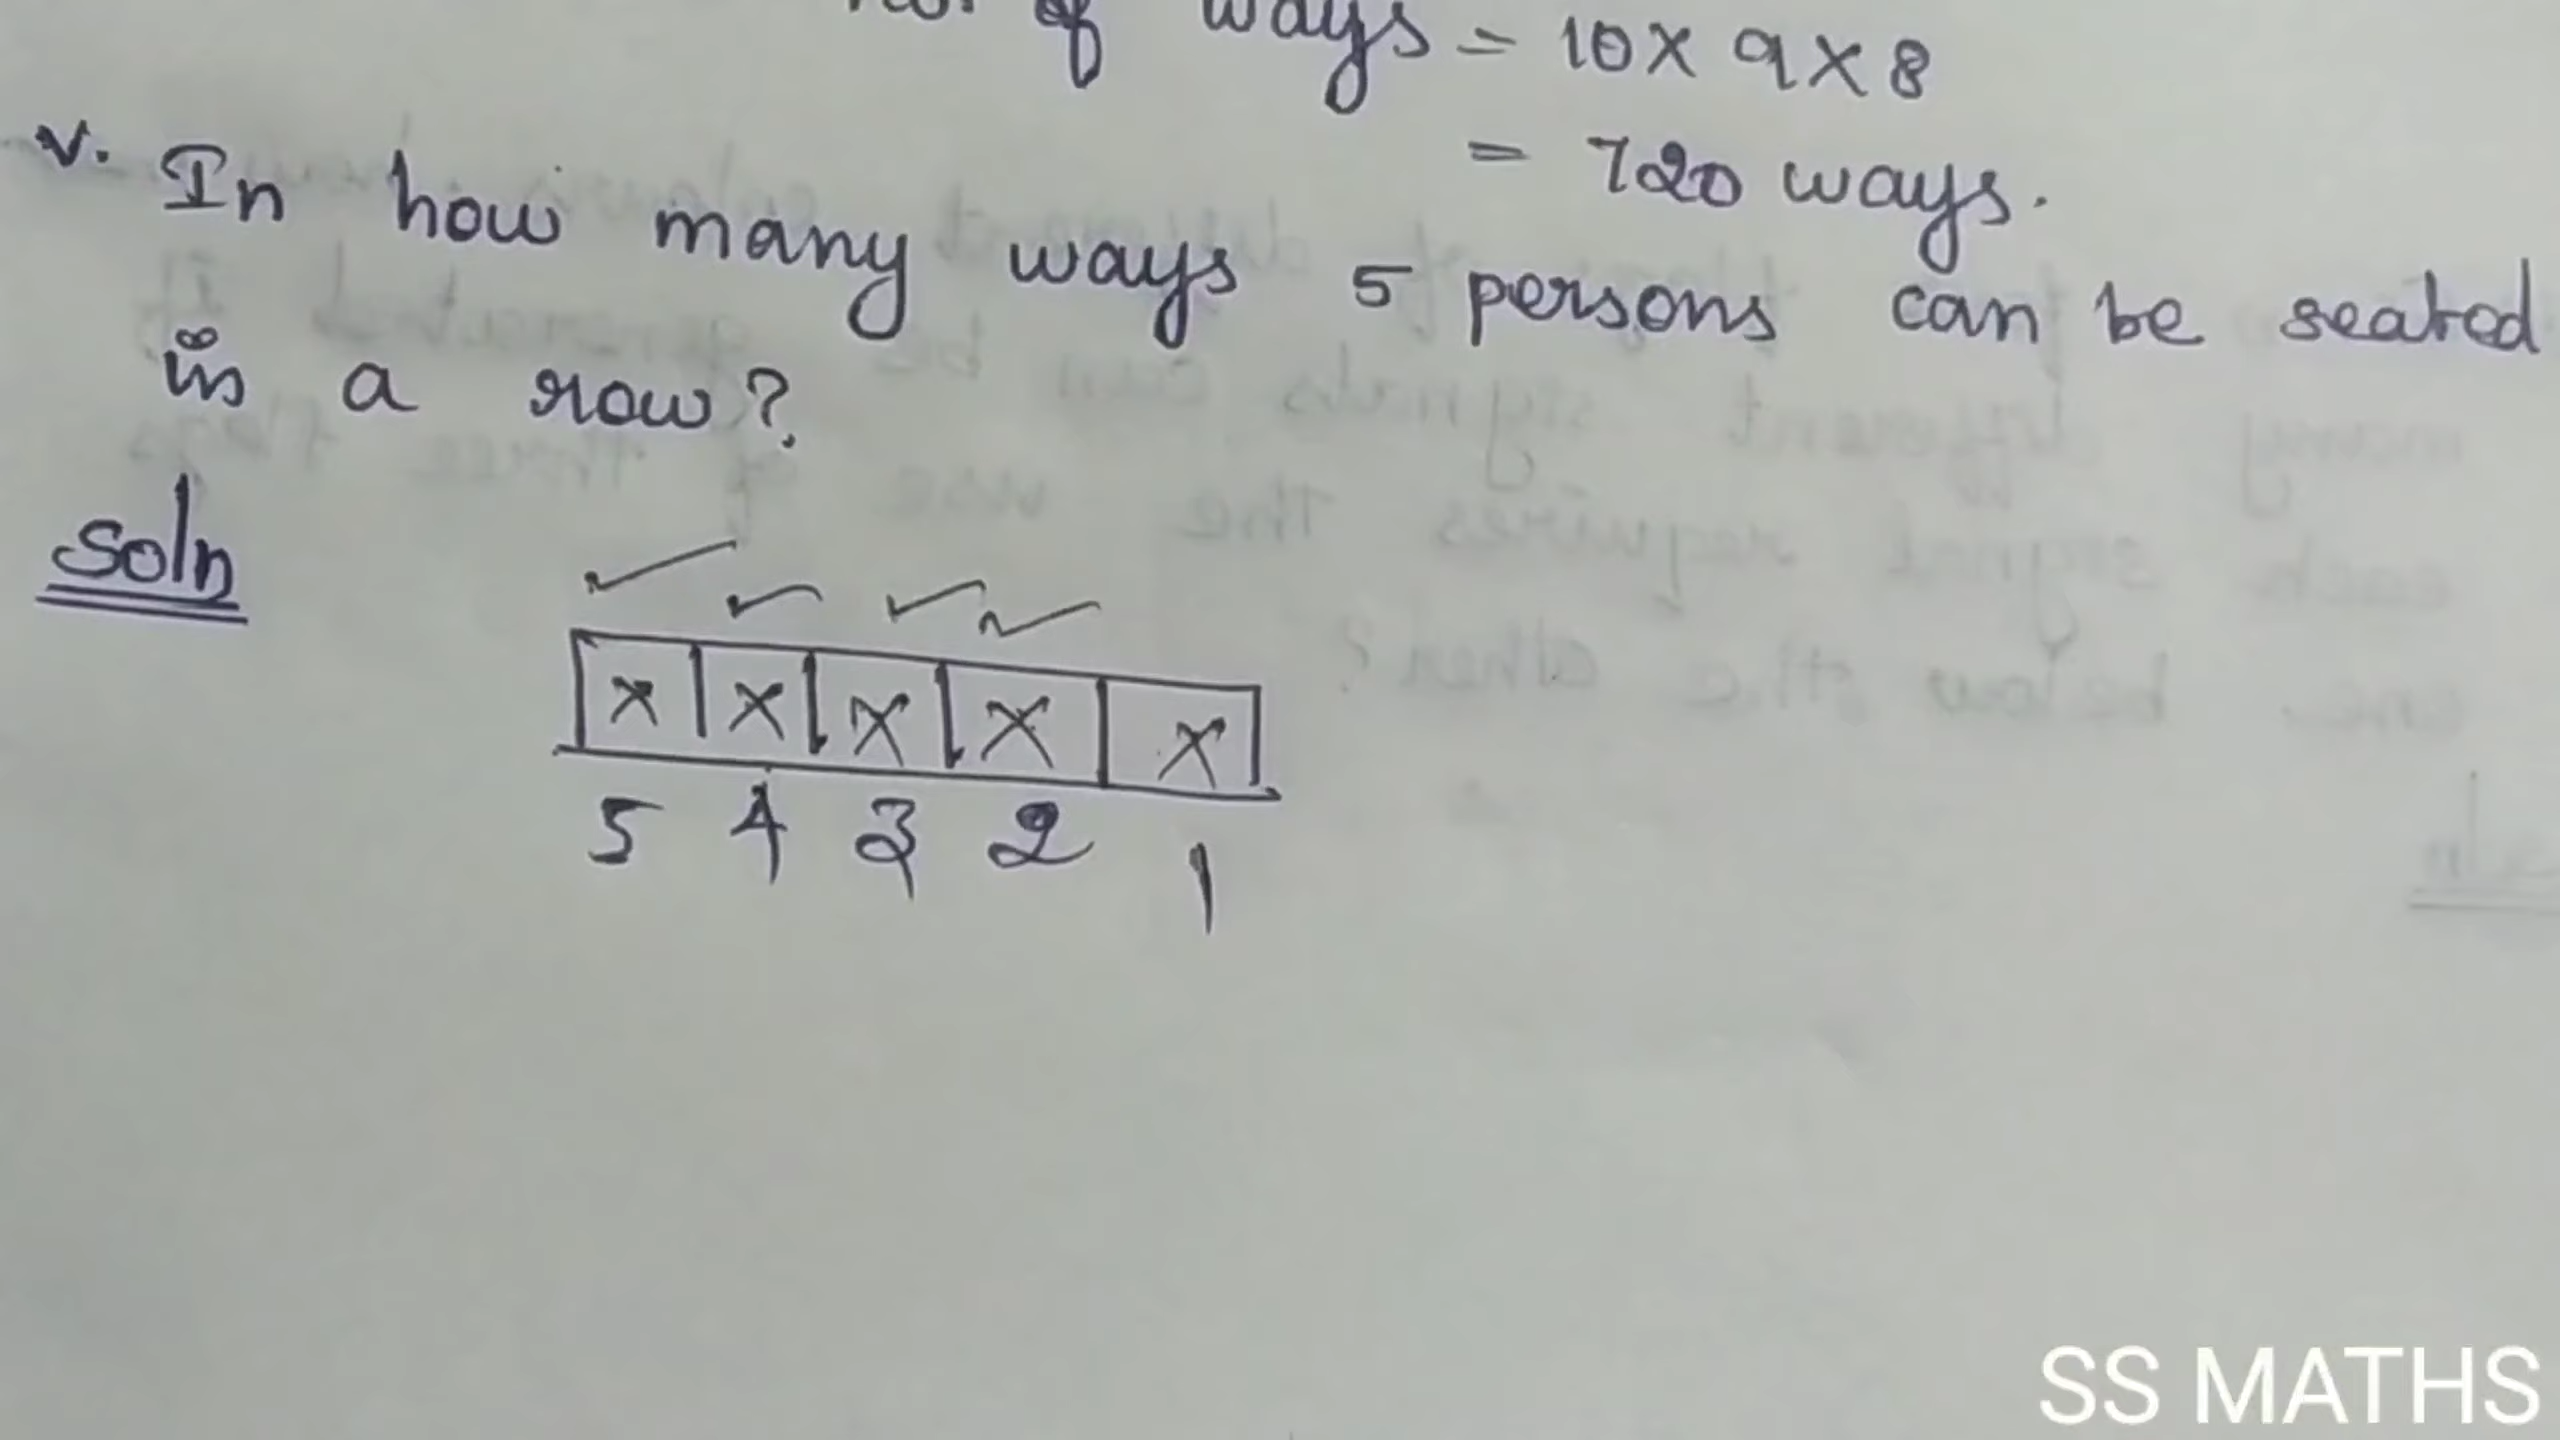 of ways = 10 x 9 x 8
= 720 ways.
v. In how many ways 5 persons can be seated
in a row?
Soln
x x x x x
5 4 3 2 1
SS MATHS